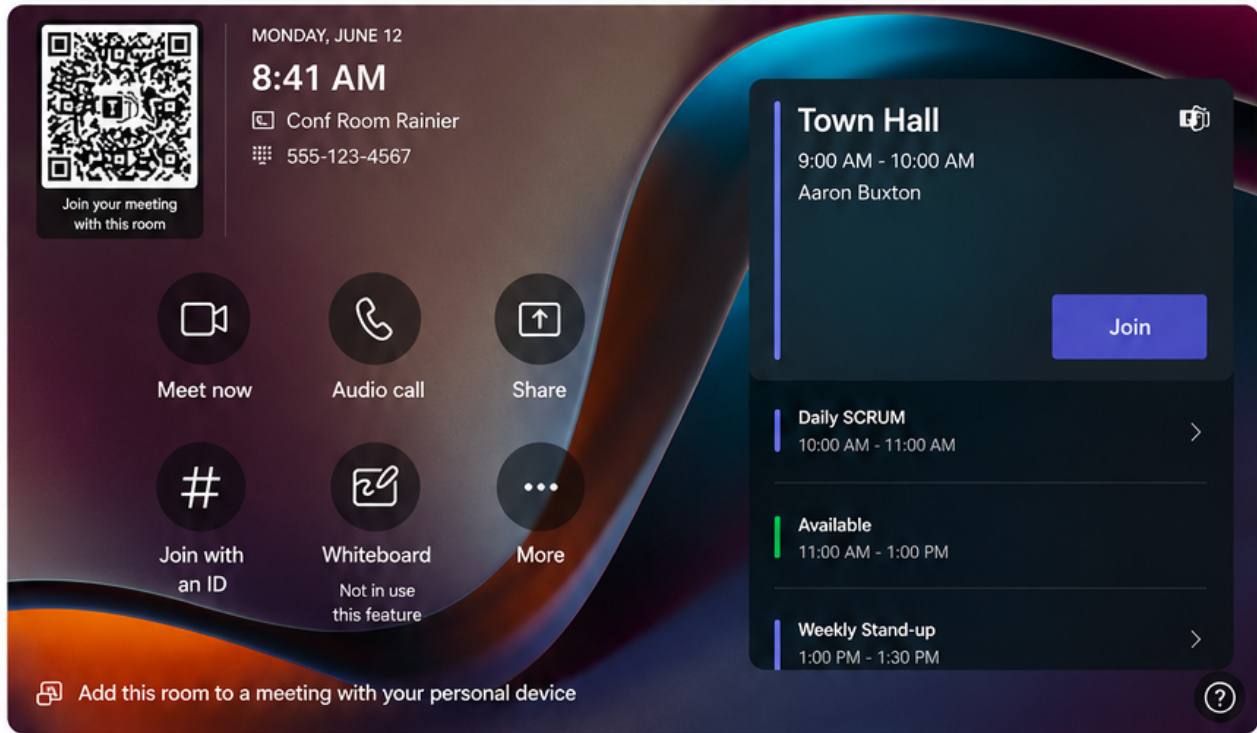 MONDAY, JUNE 12
8:41 AM
Conf Room Rainier
555-123-4567
Join your meeting
with this room
Meet now
Audio call
Share
Join with
an ID
Whiteboard
Not in use
this feature
More
Add this room to a meeting with your personal device
Town Hall
9:00 AM - 10:00 AM
Aaron Buxton
Join
Daily SCRUM
10:00 AM - 11:00 AM
Available
11:00 AM - 1:00 PM
Weekly Stand-up
1:00 PM - 1:30 PM